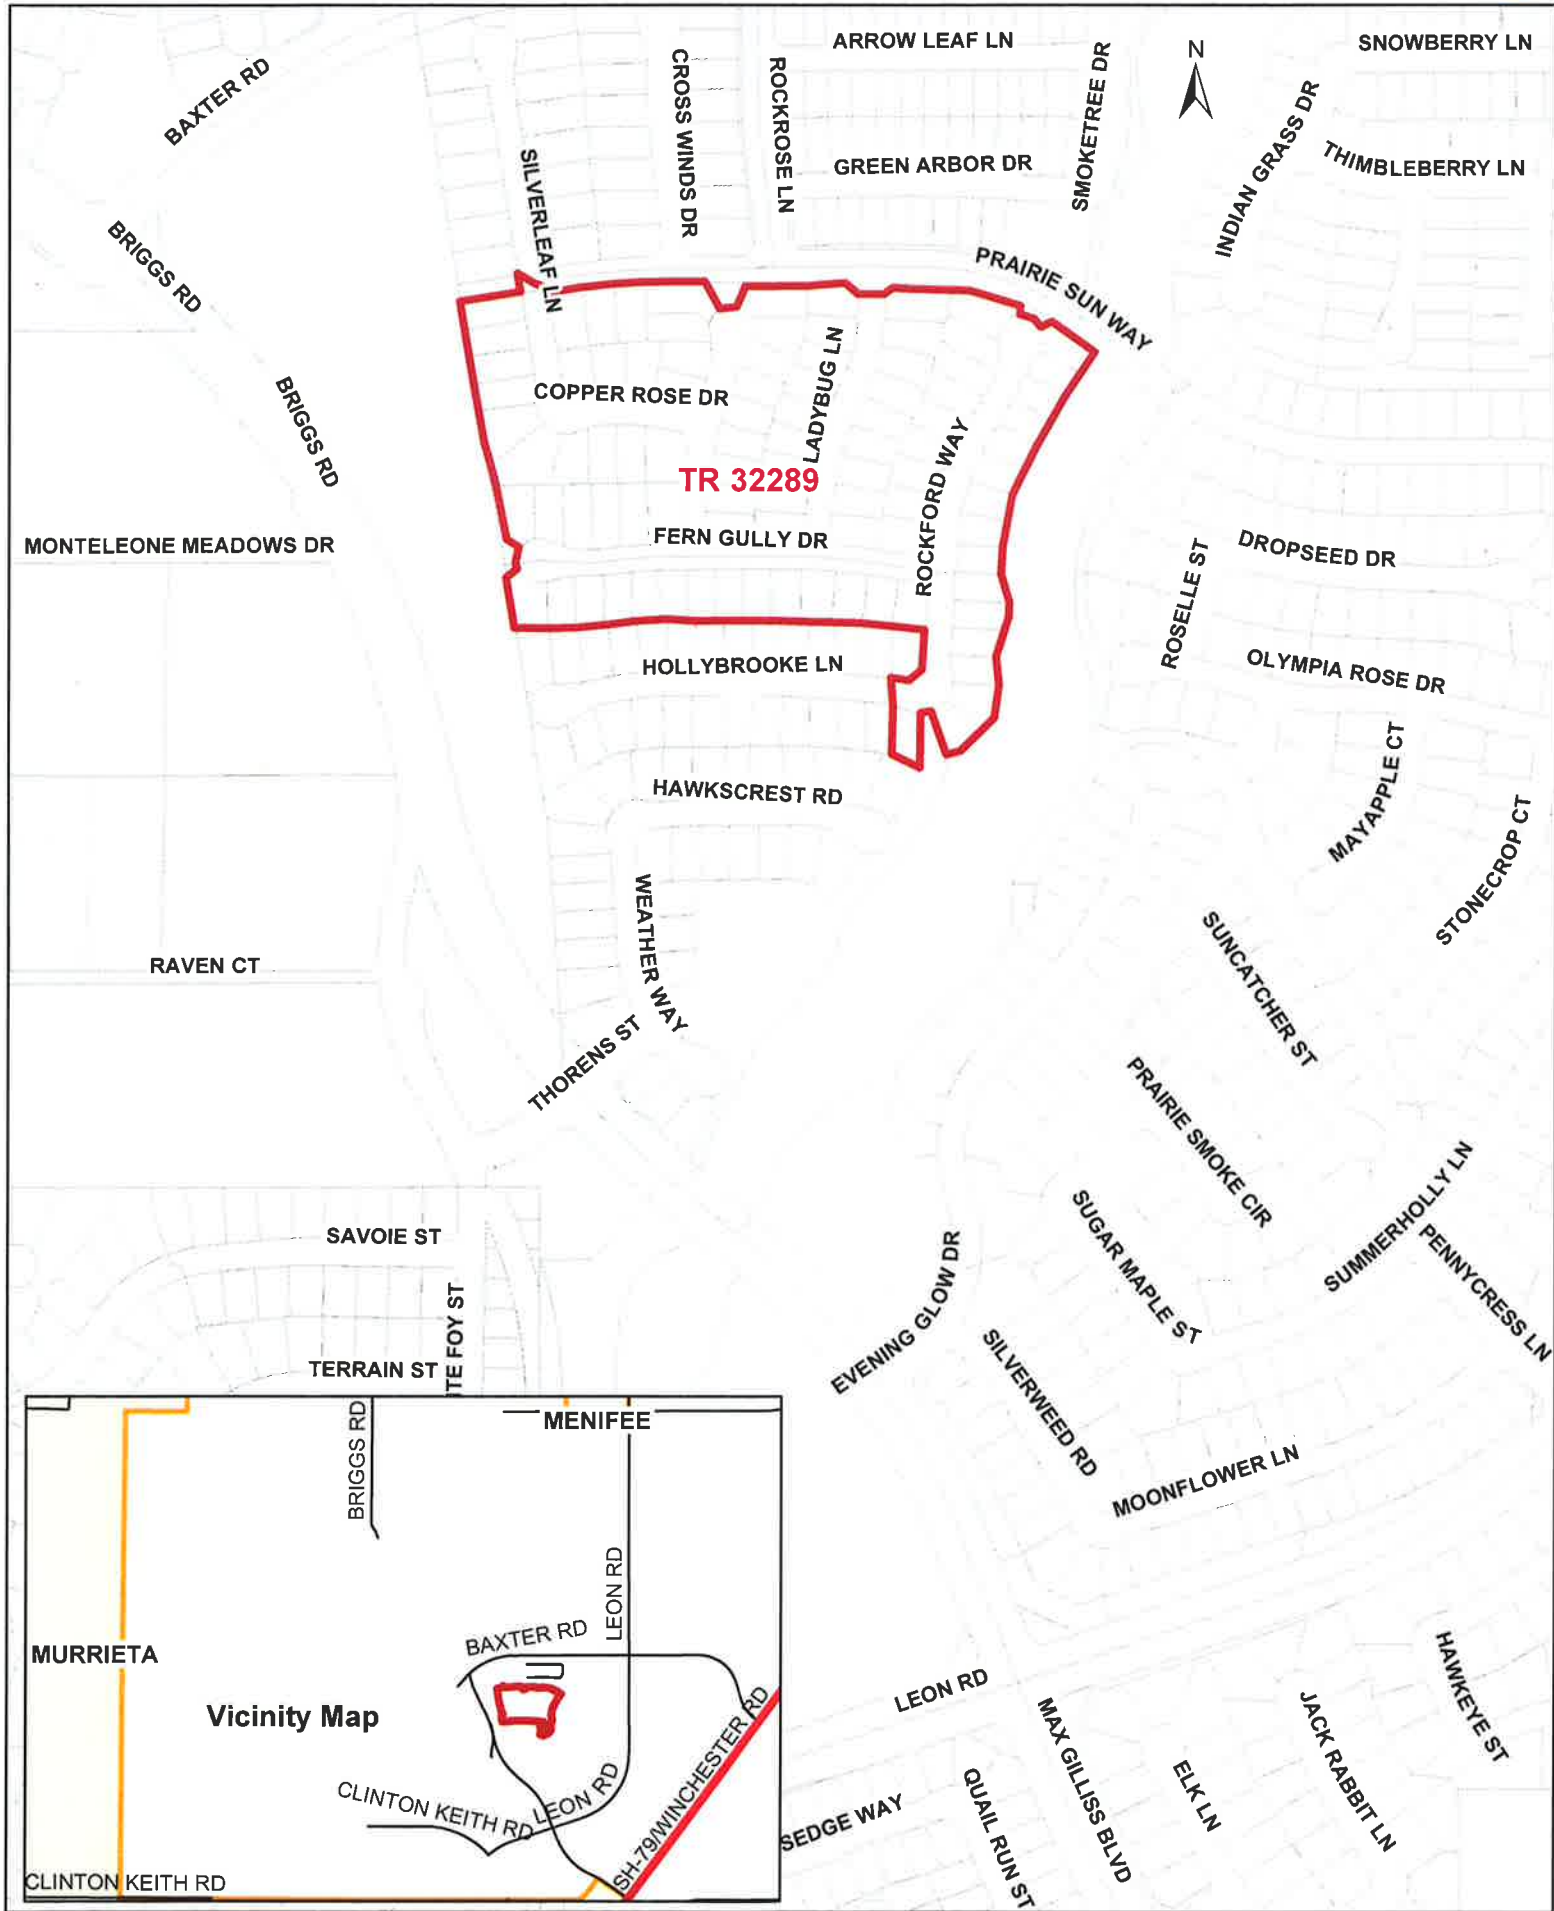 ARROW LEAF LN
SNOWBERRY LN
N
BAXTER RD
CROSS WINDS DR
ROCKROSE LN
SMOKETREE DR
INDIAN GRASS DR
THIMBLEBERRY LN
GREEN ARBOR DR
SILVERLEAF LN
BRIGGS RD
PRAIRIE SUN WAY
BRIGGS RD
COPPER ROSE DR
LADYBUG LN
TR 32289
ROCKFORD WAY
FERN GULLY DR
MONTELEONE MEADOWS DR
DROPSEED DR
ROSELLE ST
HOLLYBROOKE LN
OLYMPIA ROSE DR
MAYAPPLE CT
HAWKSCREST RD
STONECROP CT
WEATHER WAY
RAVEN CT
SUNCATCHER ST
THORENS ST
PRAIRIE SMOKE CIR
SUMMERHOLLY LN
SUGAR MAPLE ST
PENNYCRESS LN
SAVOIE ST
EVENING GLOW DR
TE FOY ST
TERRAIN ST
SILVERWEED RD
MOONFLOWER LN
MENIFEE
BRIGGS RD
LEON RD
BAXTER RD
MURRIETA
Vicinity Map
CLINTON KEITH RD
LEON RD
SH-79/WINCHESTER RD
CLINTON KEITH RD
LEON RD
HAWKEYE ST
MAX GILLISS BLVD
JACK RABBIT LN
ELK LN
QUAIL RUN ST
SEDGE WAY